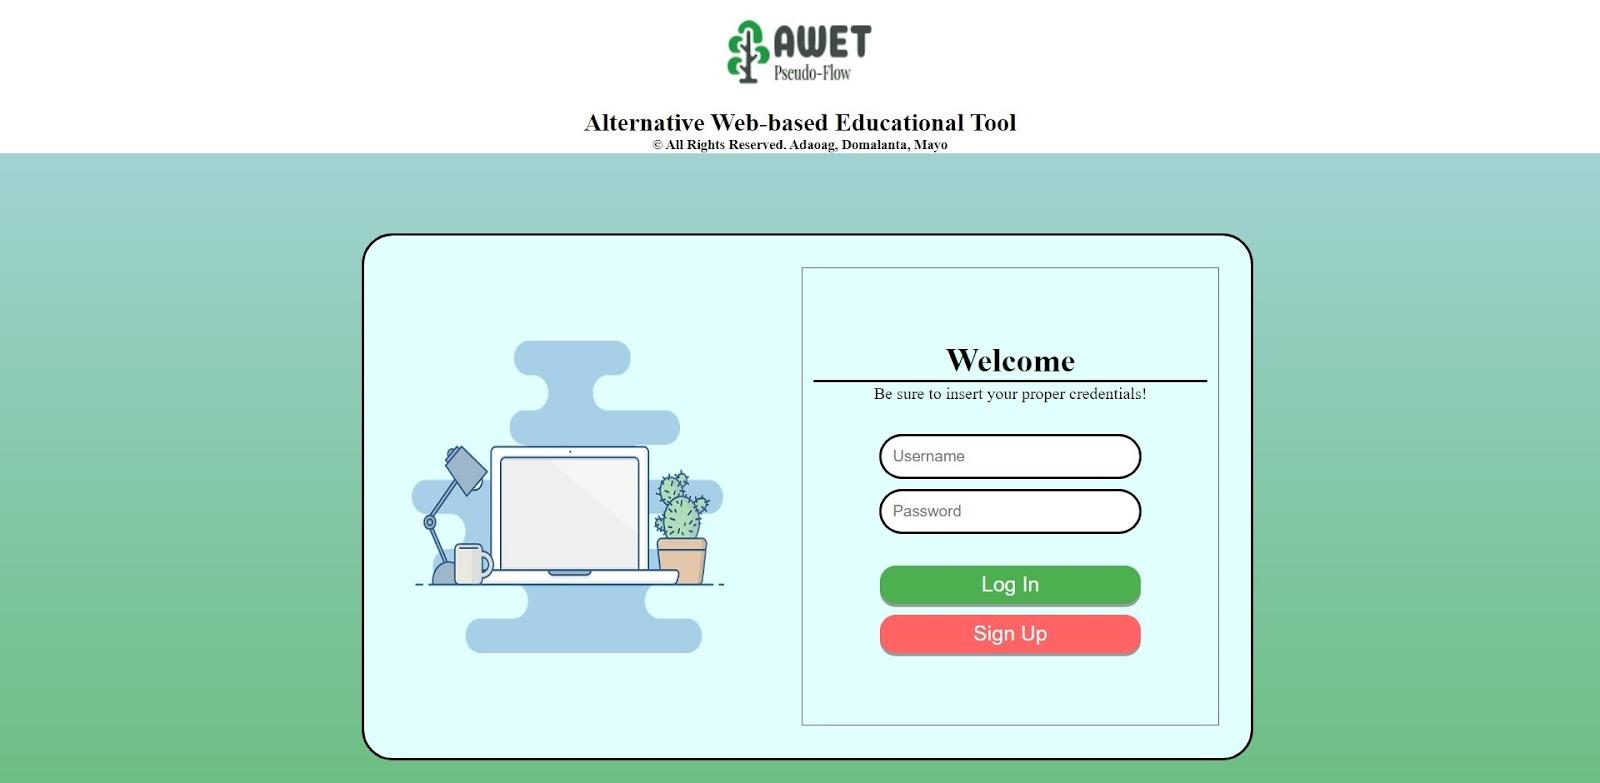 AWET
Pseudo-Flow
Alternative Web-based Educational Tool
© All Rights Reserved. Adaoag, Domalanta, Mayo
Welcome
Be sure to insert your proper credentials!
Username
Password
Log In
Sign Up